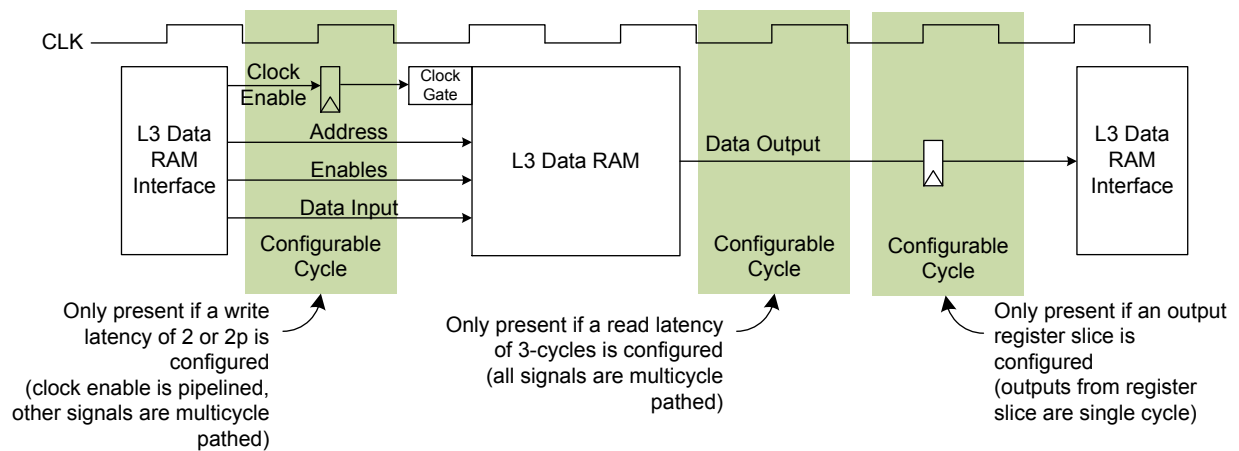 CLK
Clock
Enable
Clock
Gate
L3 Data
RAM
Interface
Address
Enables
Data Input
L3 Data RAM
Data Output
L3 Data
RAM
Interface
Configurable
Cycle
Configurable
Cycle
Configurable
Cycle
Only present if a write
latency of 2 or 2p is
configured
(clock enable is pipelined,
other signals are multicycle
pathed)
Only present if a read latency
of 3-cycles is configured
(all signals are multicycle
pathed)
Only present if an output
register slice is
configured
(outputs from register
slice are single cycle)